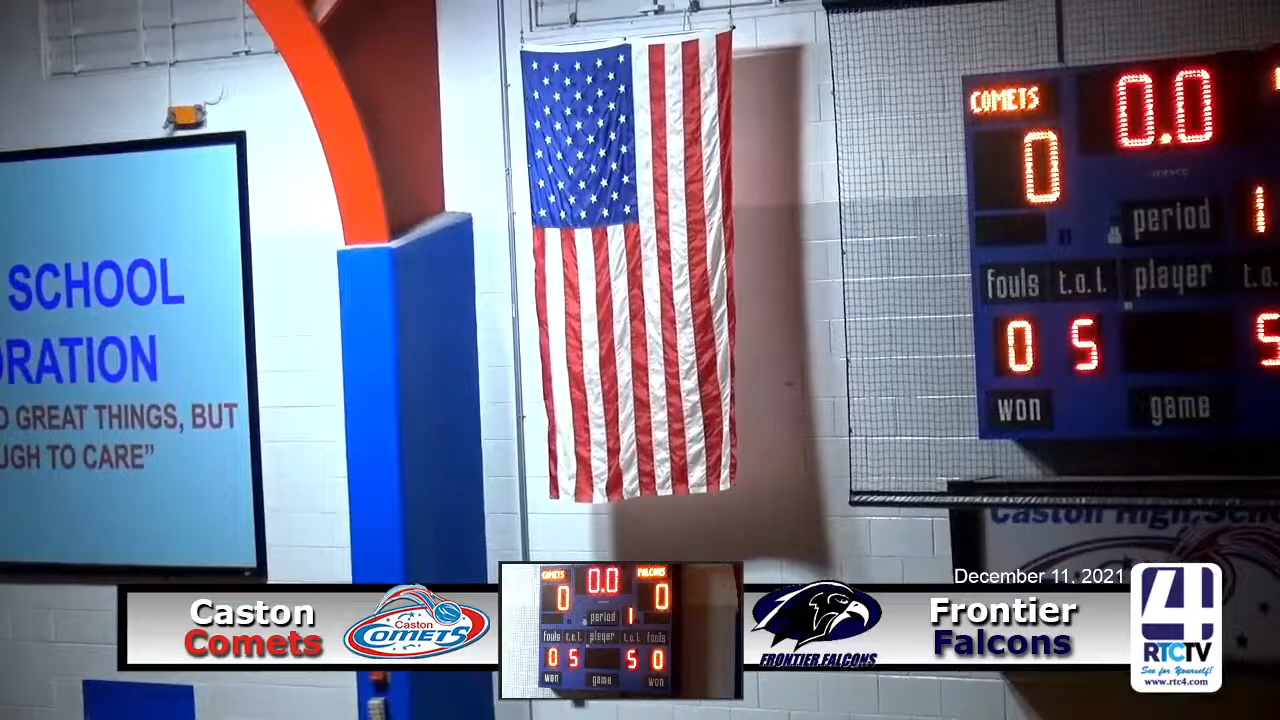 SCHOOL
ORATION
O GREAT THINGS, BUT
UGH TO CARE”
COMETS
0.0
0
period
1
fouls t.o.l. player t.o.
0 5 5
won game
Caston High Scho
December 11, 2021
Caston
Comets
Caston
COMETS
COMETS 0.0 FALCONS
0 0
period 1
fouls t.o.l. player t.o.l. fouls
0 5 5 0
won game won
FRONTIER FALCONS
Frontier
Falcons
4
RTCTV
See for Yourself!
www.rtc4.com